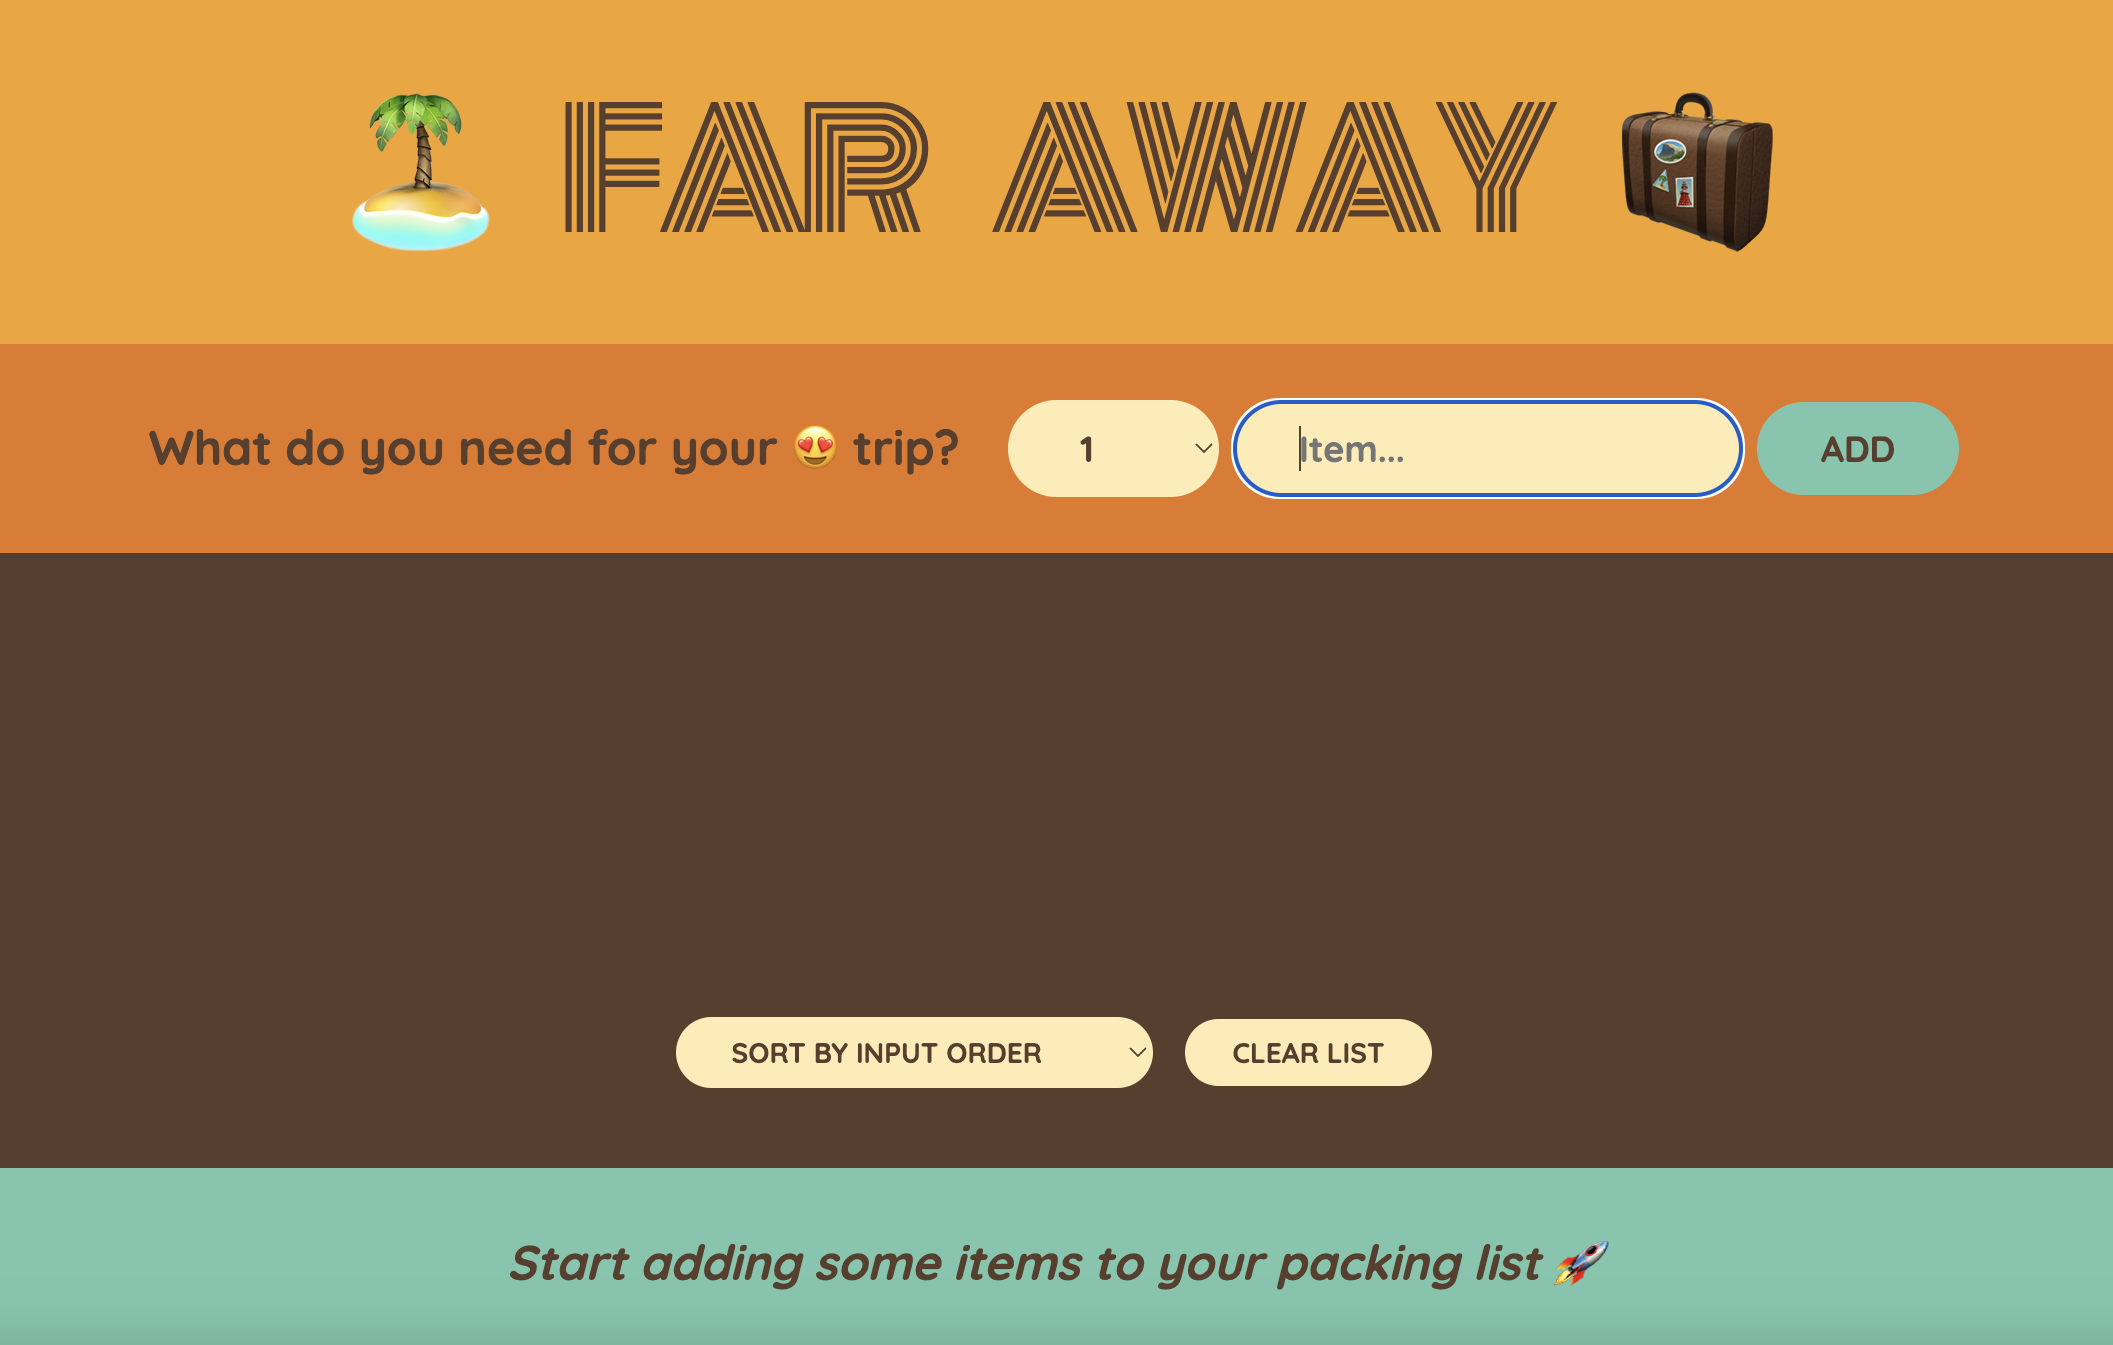 🌴 FAR AWAY 🧳
What do you need for your 😍 trip? 1 Item... ADD
SORT BY INPUT ORDER CLEAR LIST
Start adding some items to your packing list 🚀